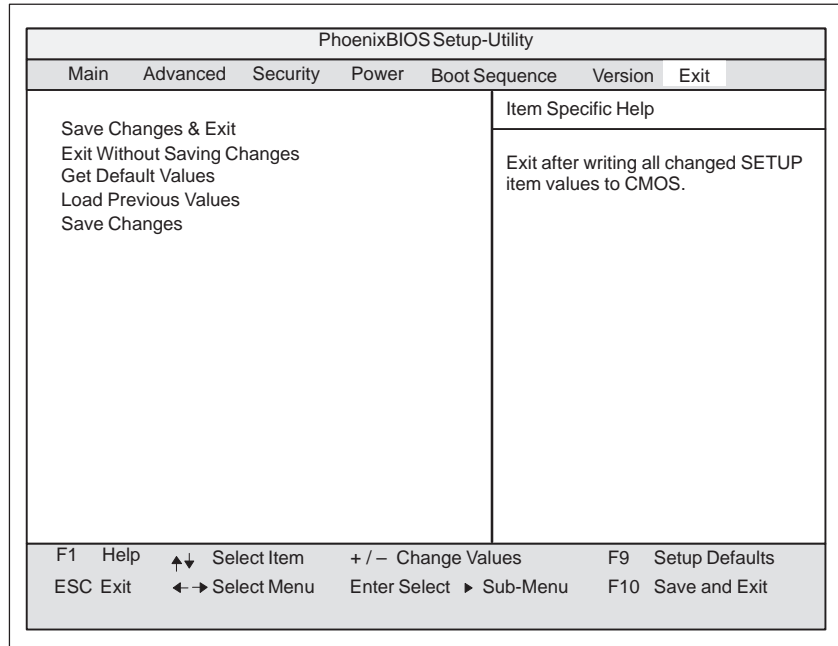 PhoenixBIOS Setup-Utility
Main Advanced Security Power Boot Sequence Version Exit
Save Changes & Exit
Exit Without Saving Changes
Get Default Values
Load Previous Values
Save Changes
Item Specific Help
Exit after writing all changed SETUP
item values to CMOS.
F1 Help ▲▼ Select Item + / – Change Values F9 Setup Defaults
ESC Exit ◄► Select Menu Enter Select ▶ Sub-Menu F10 Save and Exit